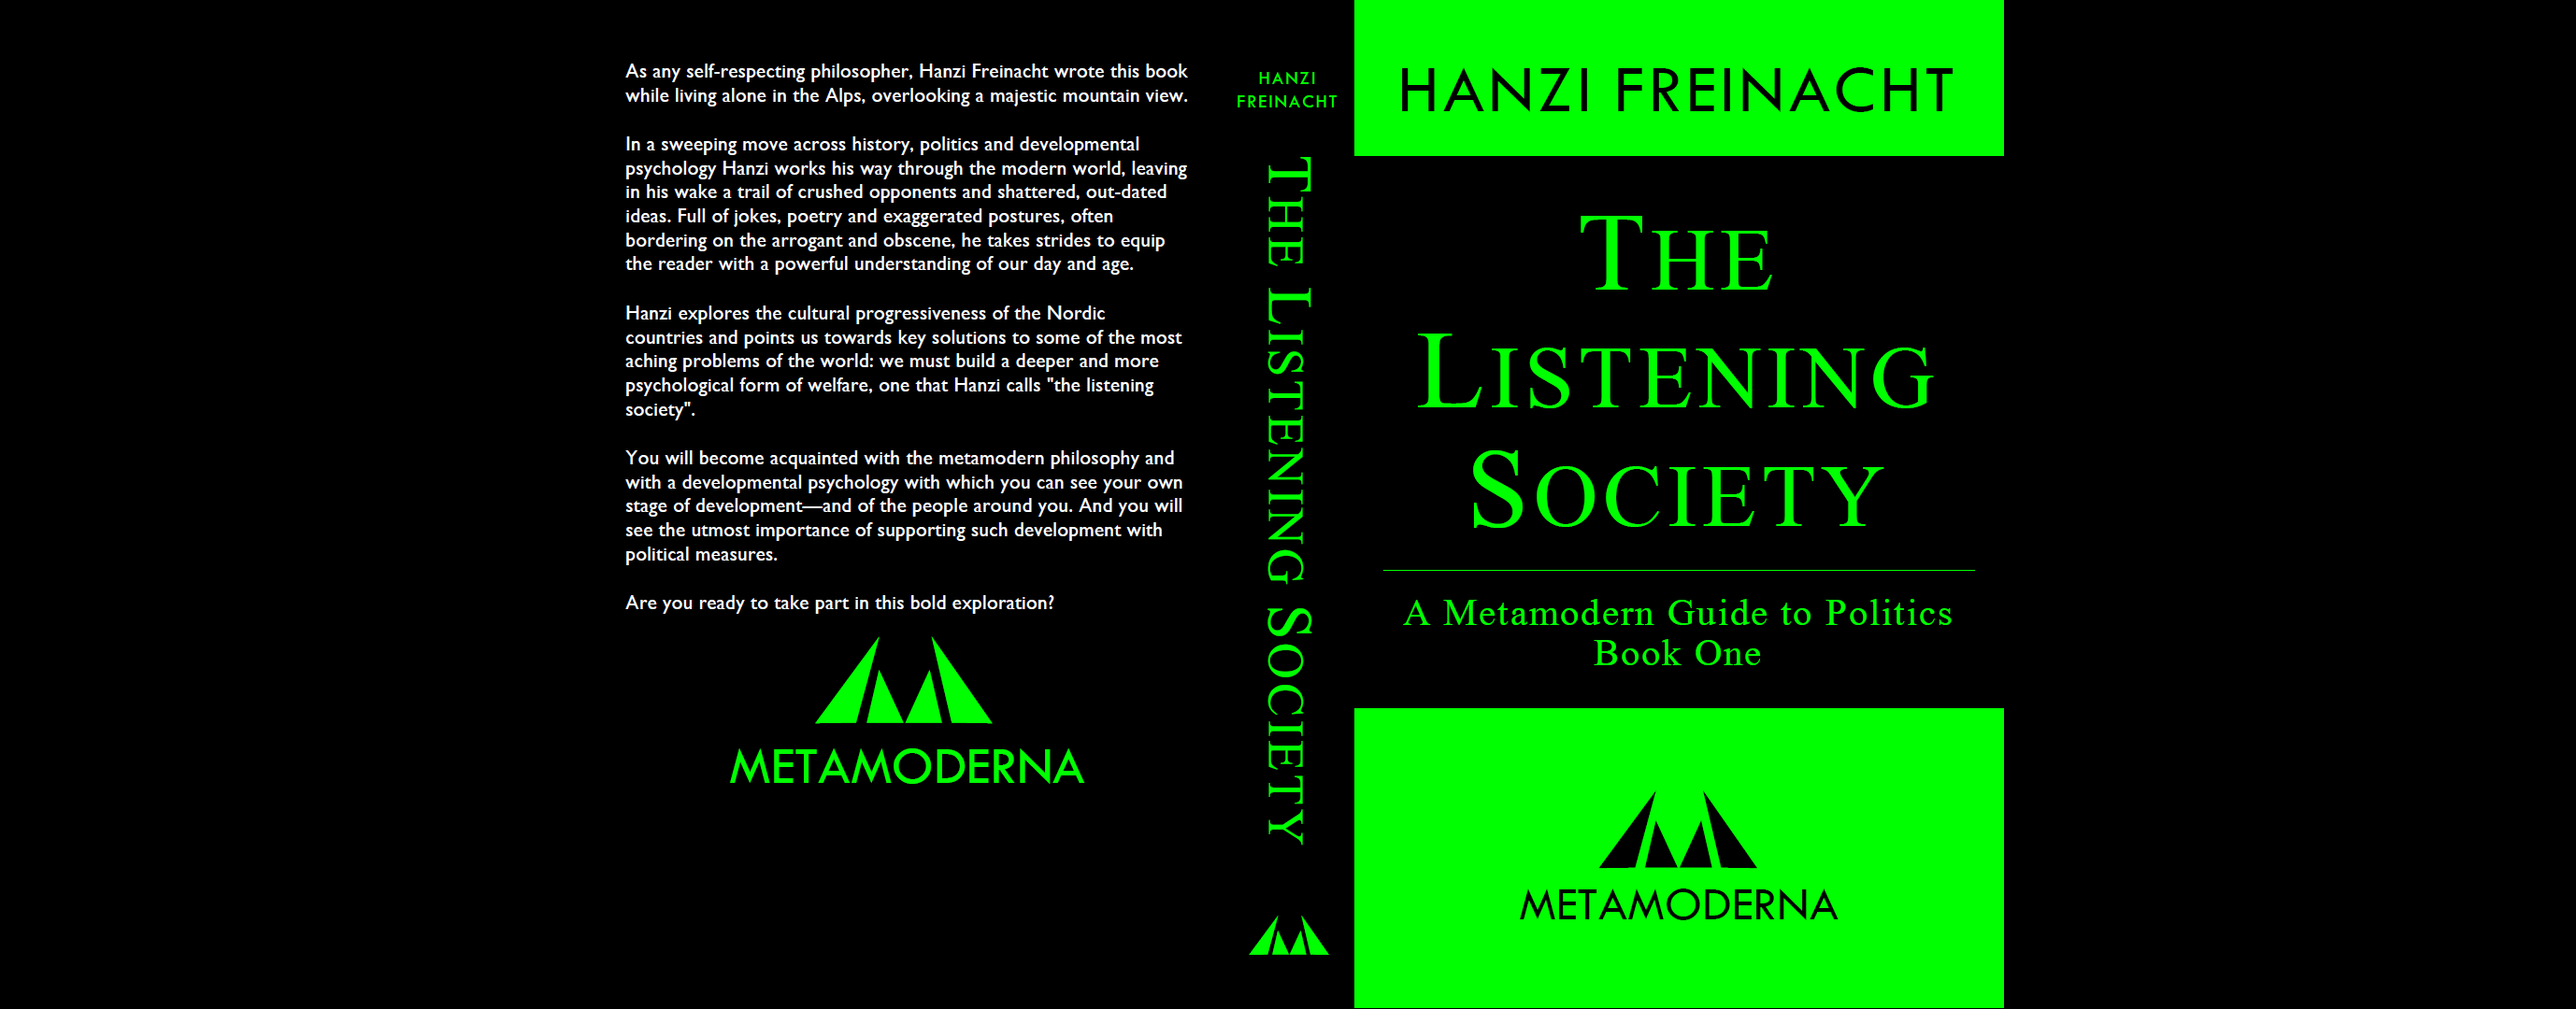 As any self-respecting philosopher, Hanzi Freinacht wrote this book
while living alone in the Alps, overlooking a majestic mountain view.
In a sweeping move across history, politics and developmental
psychology Hanzi works his way through the modern world, leaving
in his wake a trail of crushed opponents and shattered, out-dated
ideas. Full of jokes, poetry and exaggerated postures, often
bordering on the arrogant and obscene, he takes strides to equip
the reader with a powerful understanding of our day and age.
Hanzi explores the cultural progressiveness of the Nordic
countries and points us towards key solutions to some of the most
aching problems of the world: we must build a deeper and more
psychological form of welfare, one that Hanzi calls "the listening
society".
You will become acquainted with the metamodern philosophy and
with a developmental psychology with which you can see your own
stage of development—and of the people around you. And you will
see the utmost importance of supporting such development with
political measures.
Are you ready to take part in this bold exploration?
METAMODERNA
HANZI
FREINACHT
THE LISTENING SOCIETY
HANZI FREINACHT
THE
LISTENING
SOCIETY
A Metamodern Guide to Politics
Book One
METAMODERNA